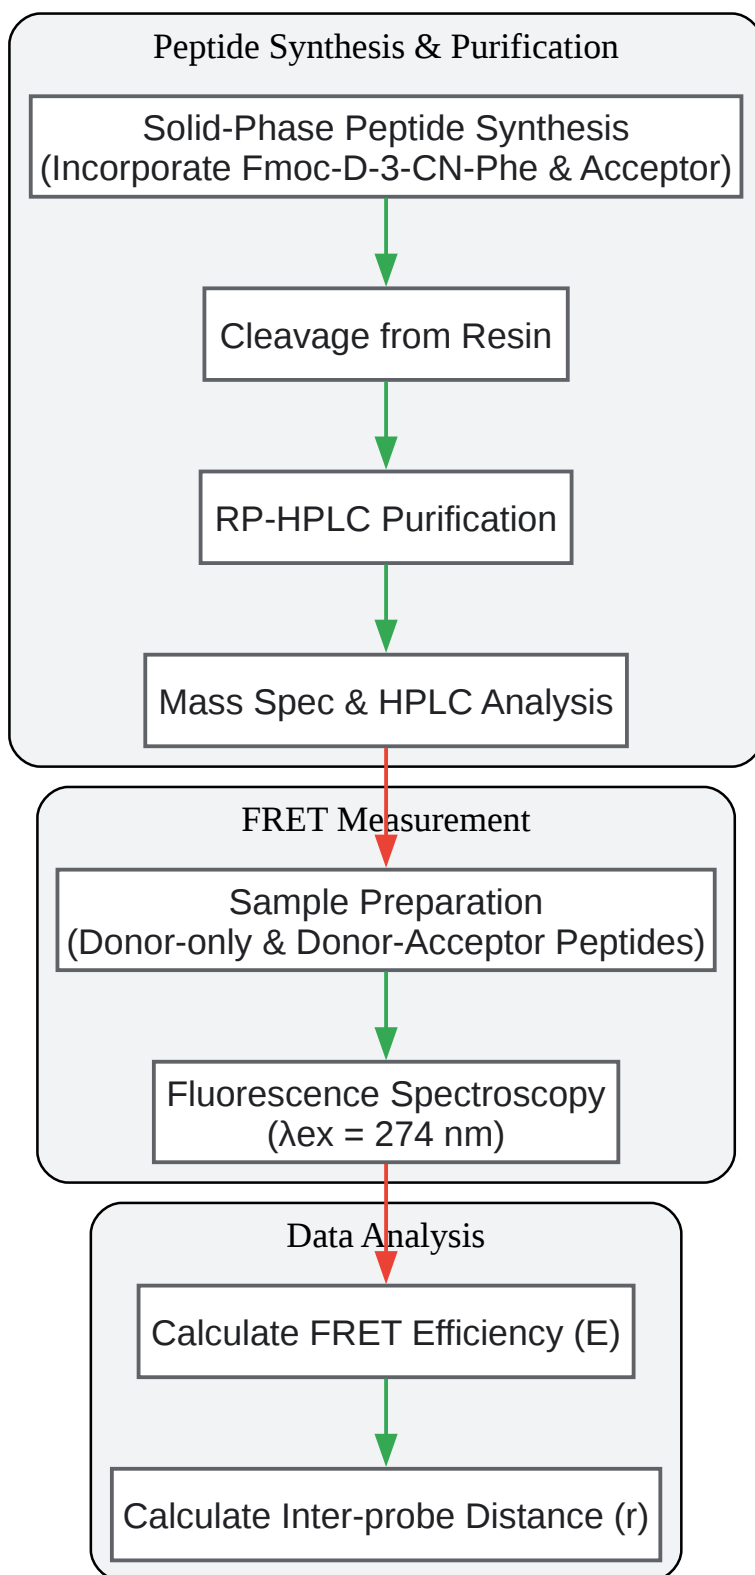 Peptide Synthesis & Purification
Solid-Phase Peptide Synthesis
(Incorporate Fmoc-D-3-CN-Phe & Acceptor)
Cleavage from Resin
RP-HPLC Purification
Mass Spec & HPLC Analysis
FRET Measurement
Sample Preparation
(Donor-only & Donor-Acceptor Peptides)
Fluorescence Spectroscopy
(λex = 274 nm)
Data Analysis
Calculate FRET Efficiency (E)
Calculate Inter-probe Distance (r)